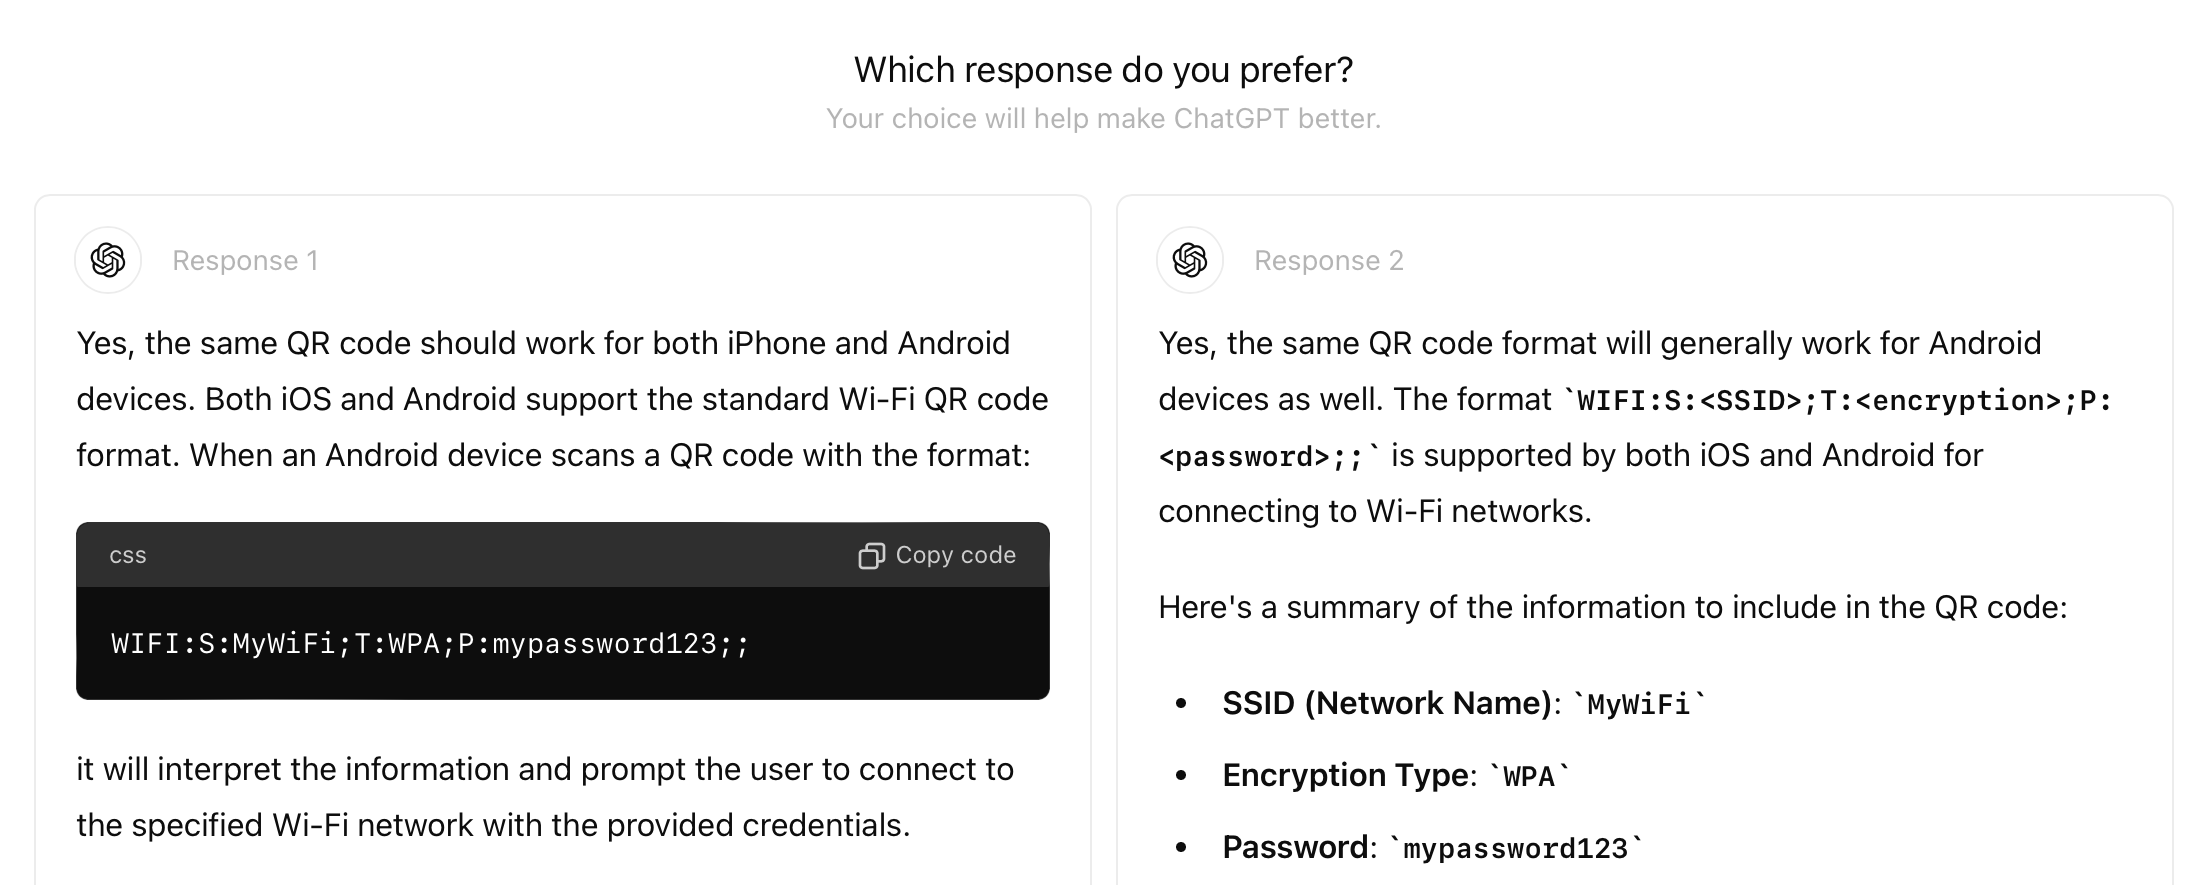 Which response do you prefer?
Your choice will help make ChatGPT better.
Response 1
Yes, the same QR code should work for both iPhone and Android
devices. Both iOS and Android support the standard Wi-Fi QR code
format. When an Android device scans a QR code with the format:
css
Copy code
WIFI:S:MyWiFi;T:WPA;P:mypassword123;;
it will interpret the information and prompt the user to connect to
the specified Wi-Fi network with the provided credentials.
Response 2
Yes, the same QR code format will generally work for Android
devices as well. The format `WIFI:S:<SSID>;T:<encryption>;P:
<password>;;` is supported by both iOS and Android for
connecting to Wi-Fi networks.
Here's a summary of the information to include in the QR code:
• SSID (Network Name): `MyWiFi`
• Encryption Type: `WPA`
• Password: `mypassword123`